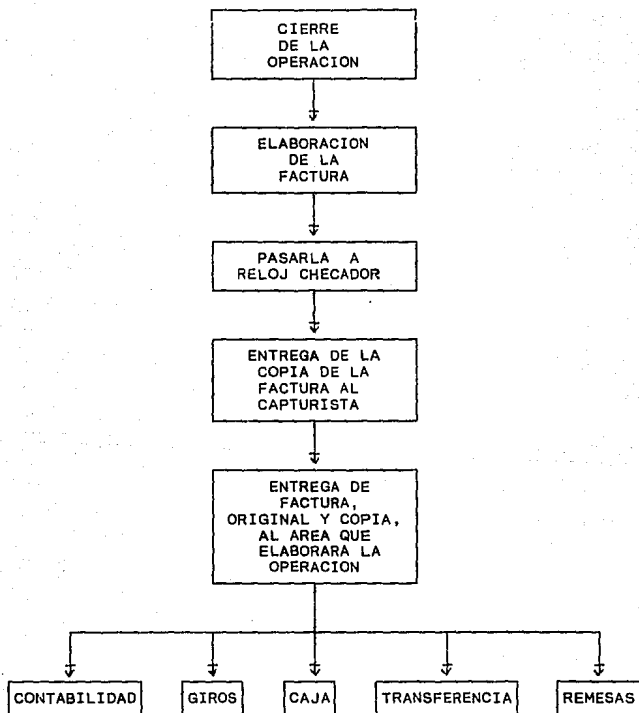 CIERRE
DE LA
OPERACION
ELABORACION
DE LA
FACTURA
PASARLA A
RELOJ CHECADOR
ENTREGA DE LA
COPIA DE LA
FACTURA AL
CAPTURISTA
ENTREGA DE
FACTURA,
ORIGINAL Y COPIA,
AL AREA QUE
ELABORARA LA
OPERACION
CONTABILIDAD
GIROS
CAJA
TRANSFERENCIA
REMESAS